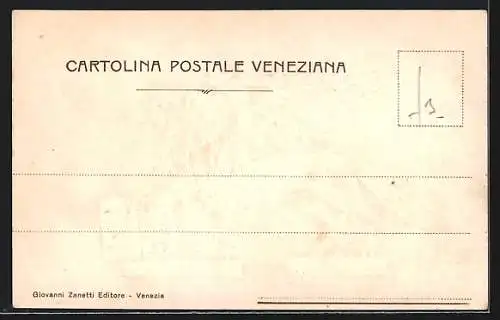 CARTOLINA POSTALE VENEZIANA
Giovanni Zanetti Editore - Venezia